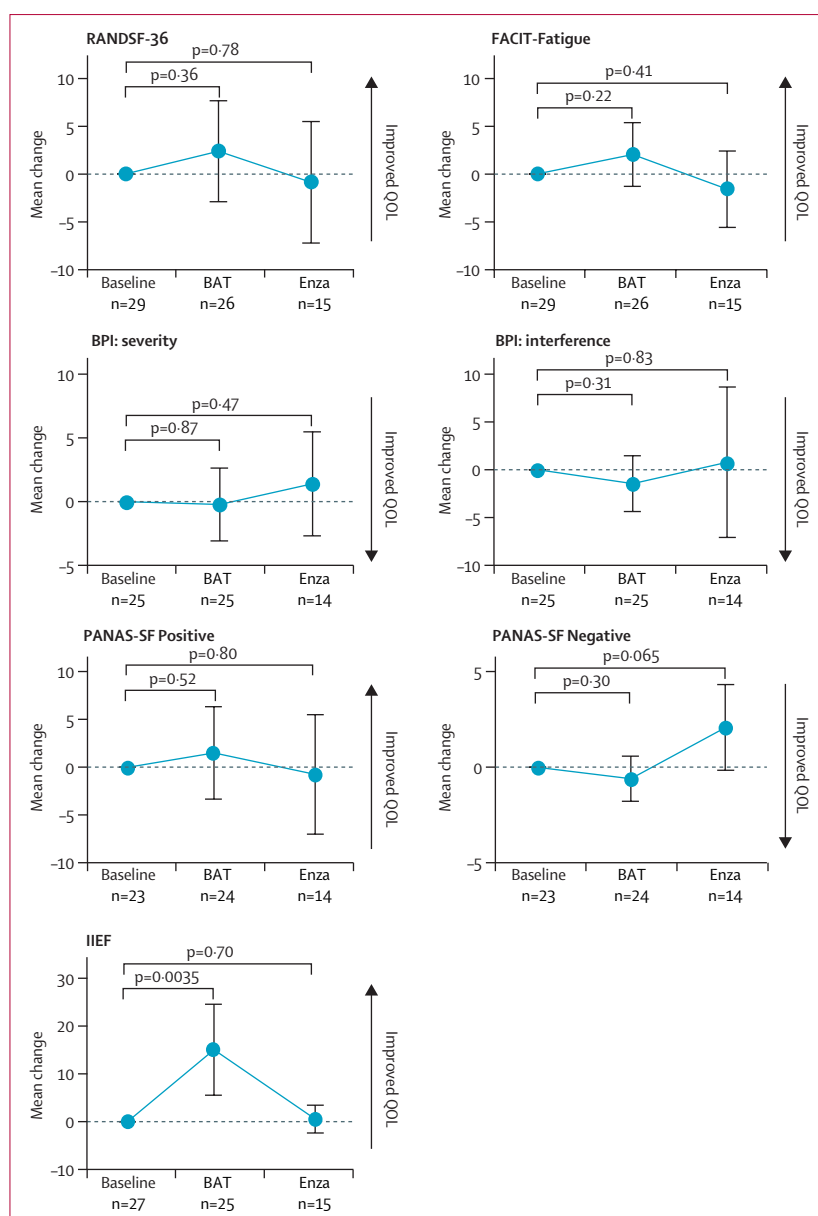 RANDSF-36
p=0·78
p=0·36
10
5
0
−5
−10
Mean change
Improved QOL
Baseline BAT Enza
n=29 n=26 n=15
FACIT-Fatigue
p=0·41
p=0·22
10
5
0
−5
−10
Mean change
Improved QOL
Baseline BAT Enza
n=29 n=26 n=15
BPI: severity
p=0·47
p=0·87
10
5
0
−5
Mean change
Improved QOL
Baseline BAT Enza
n=25 n=25 n=14
BPI: interference
p=0·83
p=0·31
10
5
0
−5
−10
Mean change
Improved QOL
Baseline BAT Enza
n=25 n=25 n=14
PANAS-SF Positive
p=0·80
p=0·52
10
5
0
−5
−10
Mean change
Improved QOL
Baseline BAT Enza
n=23 n=24 n=14
PANAS-SF Negative
p=0·065
p=0·30
5
0
−5
Mean change
Improved QOL
Baseline BAT Enza
n=23 n=24 n=14
IIEF
p=0·70
p=0·0035
30
20
10
0
−10
Mean change
Improved QOL
Baseline BAT Enza
n=27 n=25 n=15